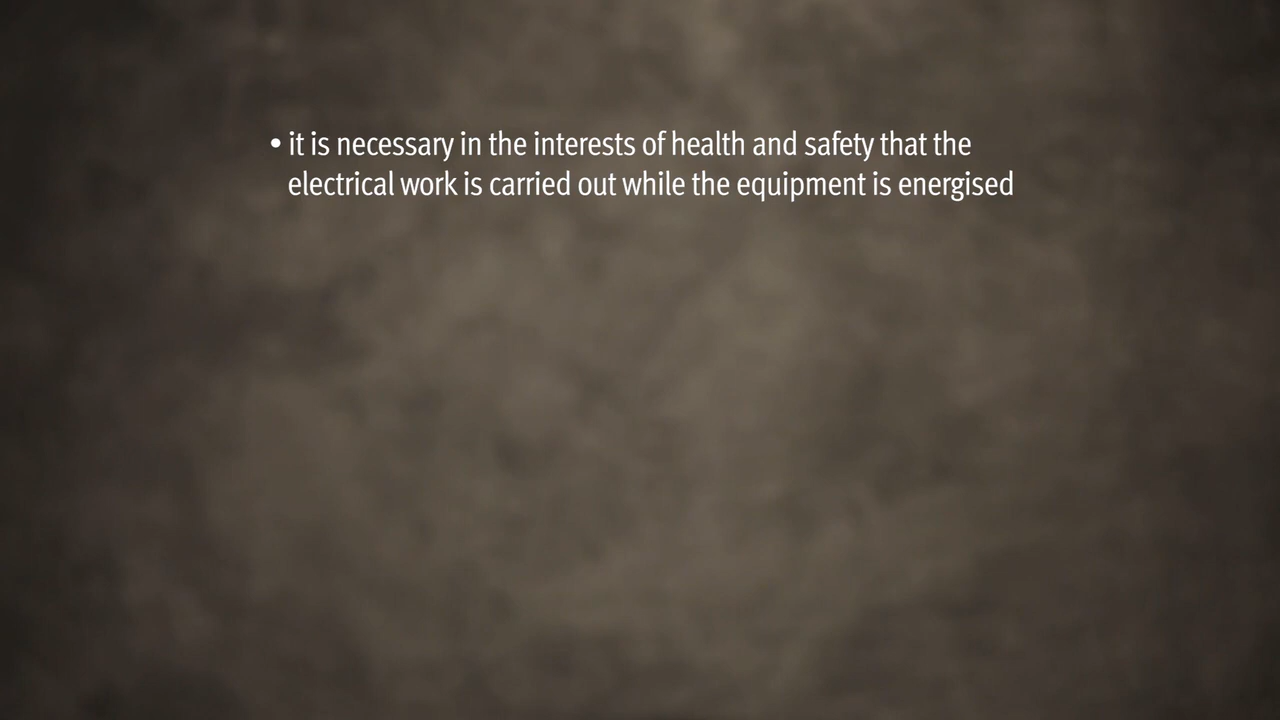 • it is necessary in the interests of health and safety that the
electrical work is carried out while the equipment is energised